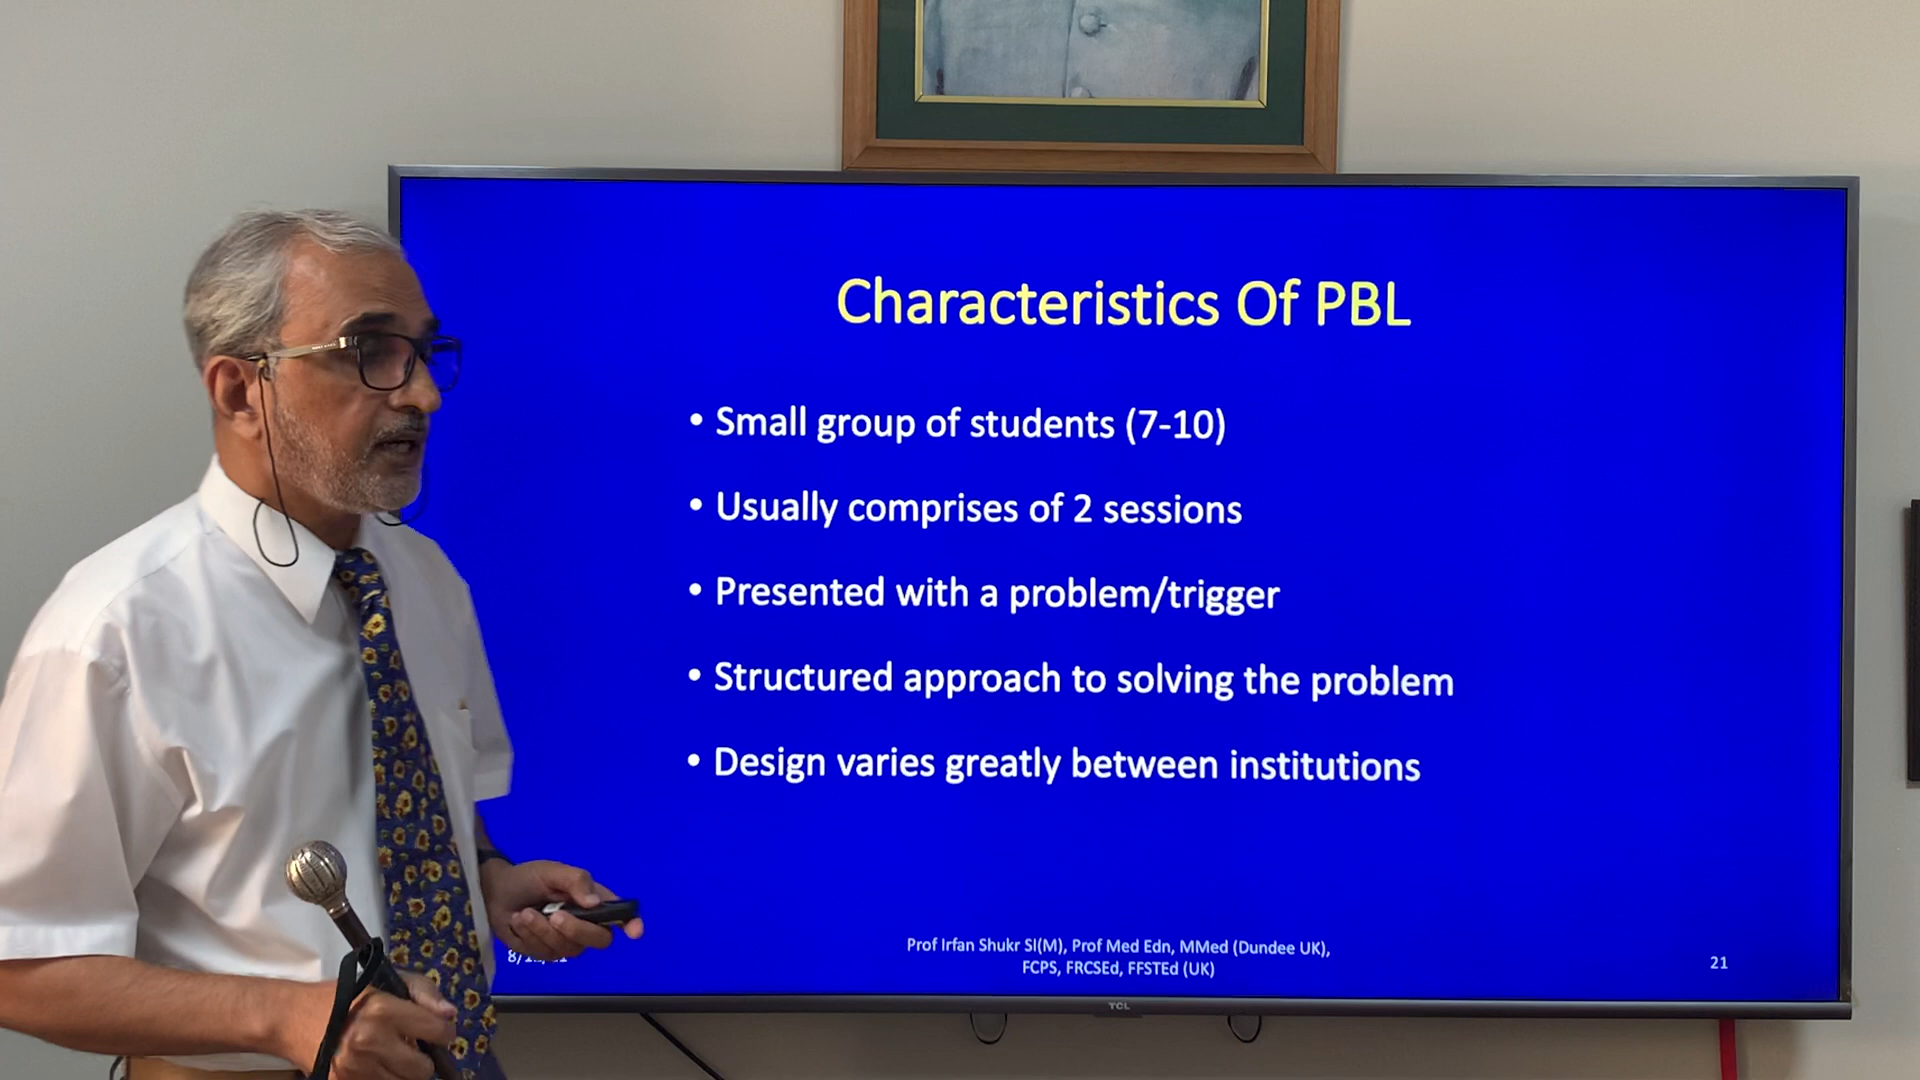 Characteristics Of PBL
• Small group of students (7-10)
• Usually comprises of 2 sessions
• Presented with a problem/trigger
• Structured approach to solving the problem
• Design varies greatly between institutions
Prof Irfan Shukr SI(M), Prof Med Edn, MMed (Dundee UK),
FCPS, FRCSEd, FFSTEd (UK)
21
TCL